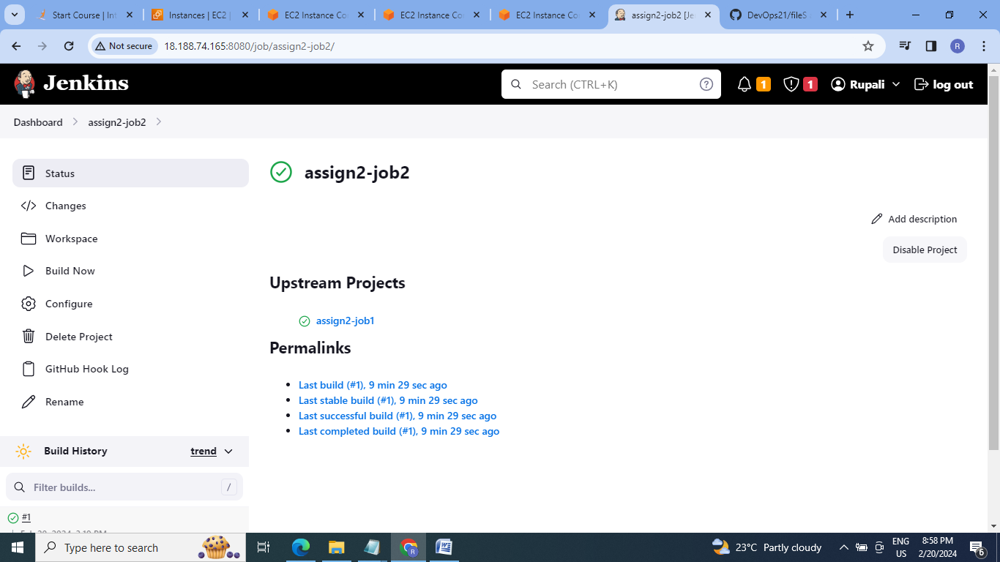 Start Course | Int
Instances | EC2 |
EC2 Instance Co
EC2 Instance Co
EC2 Instance Co
assign2-job2 [Je
DevOps21/fileS
Not secure
18.188.74.165:8080/job/assign2-job2/
R
Jenkins
Search (CTRL+K)
?
1
1
Rupali
log out
Dashboard
assign2-job2
Status
Changes
Workspace
Build Now
Configure
Delete Project
GitHub Hook Log
Rename
Build History
trend
Filter builds...
/
#1
Feb 20, 2024, 3:19 PM
assign2-job2
Add description
Disable Project
Upstream Projects
assign2-job1
Permalinks
Last build (#1), 9 min 29 sec ago
Last stable build (#1), 9 min 29 sec ago
Last successful build (#1), 9 min 29 sec ago
Last completed build (#1), 9 min 29 sec ago
Type here to search
R
W
23°C Partly cloudy
ENG
US
8:58 PM
2/20/2024
6